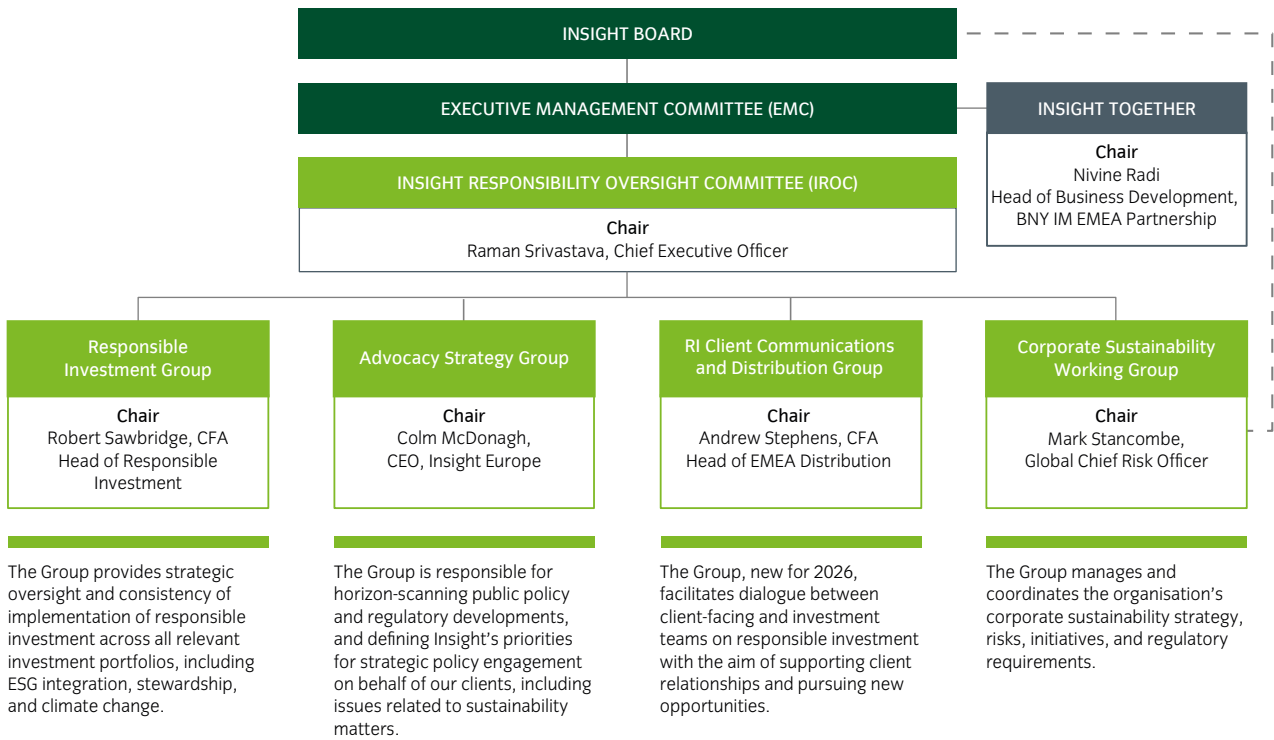 INSIGHT BOARD
EXECUTIVE MANAGEMENT COMMITTEE (EMC)
INSIGHT TOGETHER
Chair
Nivine Radi
Head of Business Development,
BNY IM EMEA Partnership
INSIGHT RESPONSIBILITY OVERSIGHT COMMITTEE (IROC)
Chair
Raman Srivastava, Chief Executive Officer
Responsible
Investment Group
Chair
Robert Sawbridge, CFA
Head of Responsible
Investment
The Group provides strategic
oversight and consistency of
implementation of responsible
investment across all relevant
investment portfolios, including
ESG integration, stewardship,
and climate change.
Advocacy Strategy Group
Chair
Colm McDonagh,
CEO, Insight Europe
The Group is responsible for
horizon-scanning public policy
and regulatory developments,
and defining Insight’s priorities
for strategic policy engagement
on behalf of our clients, including
issues related to sustainability
matters.
RI Client Communications
and Distribution Group
Chair
Andrew Stephens, CFA
Head of EMEA Distribution
The Group, new for 2026,
facilitates dialogue between
client-facing and investment
teams on responsible investment
with the aim of supporting client
relationships and pursuing new
opportunities.
Corporate Sustainability
Working Group
Chair
Mark Stancombe,
Global Chief Risk Officer
The Group manages and
coordinates the organisation’s
corporate sustainability strategy,
risks, initiatives, and regulatory
requirements.